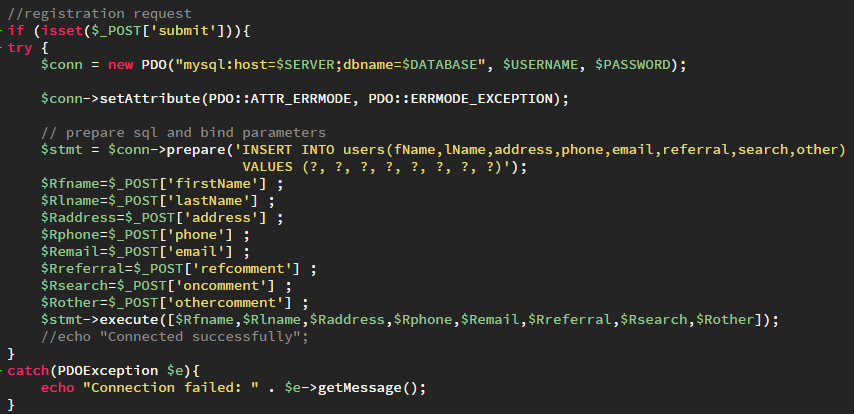 //registration request
if (isset($_POST['submit'])){
try {
$conn = new PDO("mysql:host=$SERVER;dbname=$DATABASE", $USERNAME, $PASSWORD);
$conn->setAttribute(PDO::ATTR_ERRMODE, PDO::ERRMODE_EXCEPTION);
// prepare sql and bind parameters
$stmt = $conn->prepare('INSERT INTO users(fName,lName,address,phone,email,referral,search,other)
VALUES (?, ?, ?, ?, ?, ?, ?, ?)');
$Rfname=$_POST['firstName'] ;
$Rlname=$_POST['lastName'] ;
$Raddress=$_POST['address'] ;
$Rphone=$_POST['phone'] ;
$Remail=$_POST['email'] ;
$Rreferral=$_POST['refcomment'] ;
$Rsearch=$_POST['oncomment'] ;
$Rother=$_POST['othercomment'] ;
$stmt->execute([$Rfname,$Rlname,$Raddress,$Rphone,$Remail,$Rreferral,$Rsearch,$Rother]);
//echo "Connected successfully";
}
catch(PDOException $e){
echo "Connection failed: " . $e->getMessage();
}